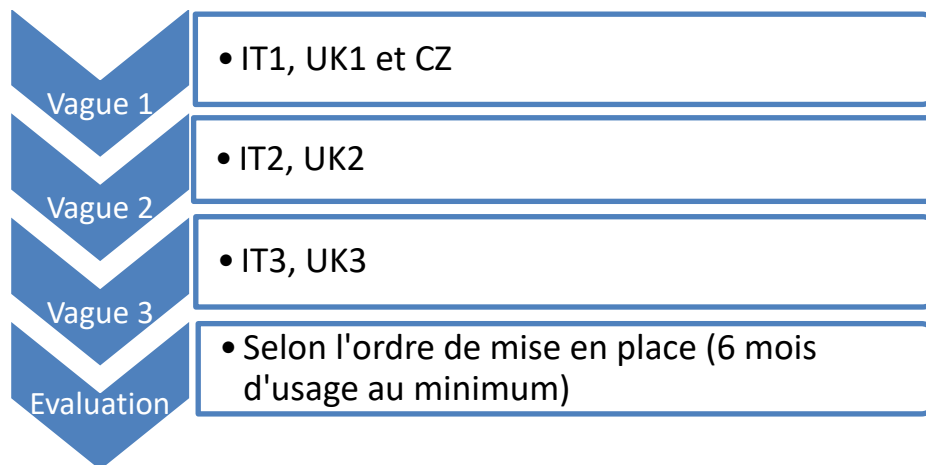 Vague 1
• IT1, UK1 et CZ
Vague 2
• IT2, UK2
Vague 3
• IT3, UK3
Evaluation
• Selon l'ordre de mise en place (6 mois
d'usage au minimum)